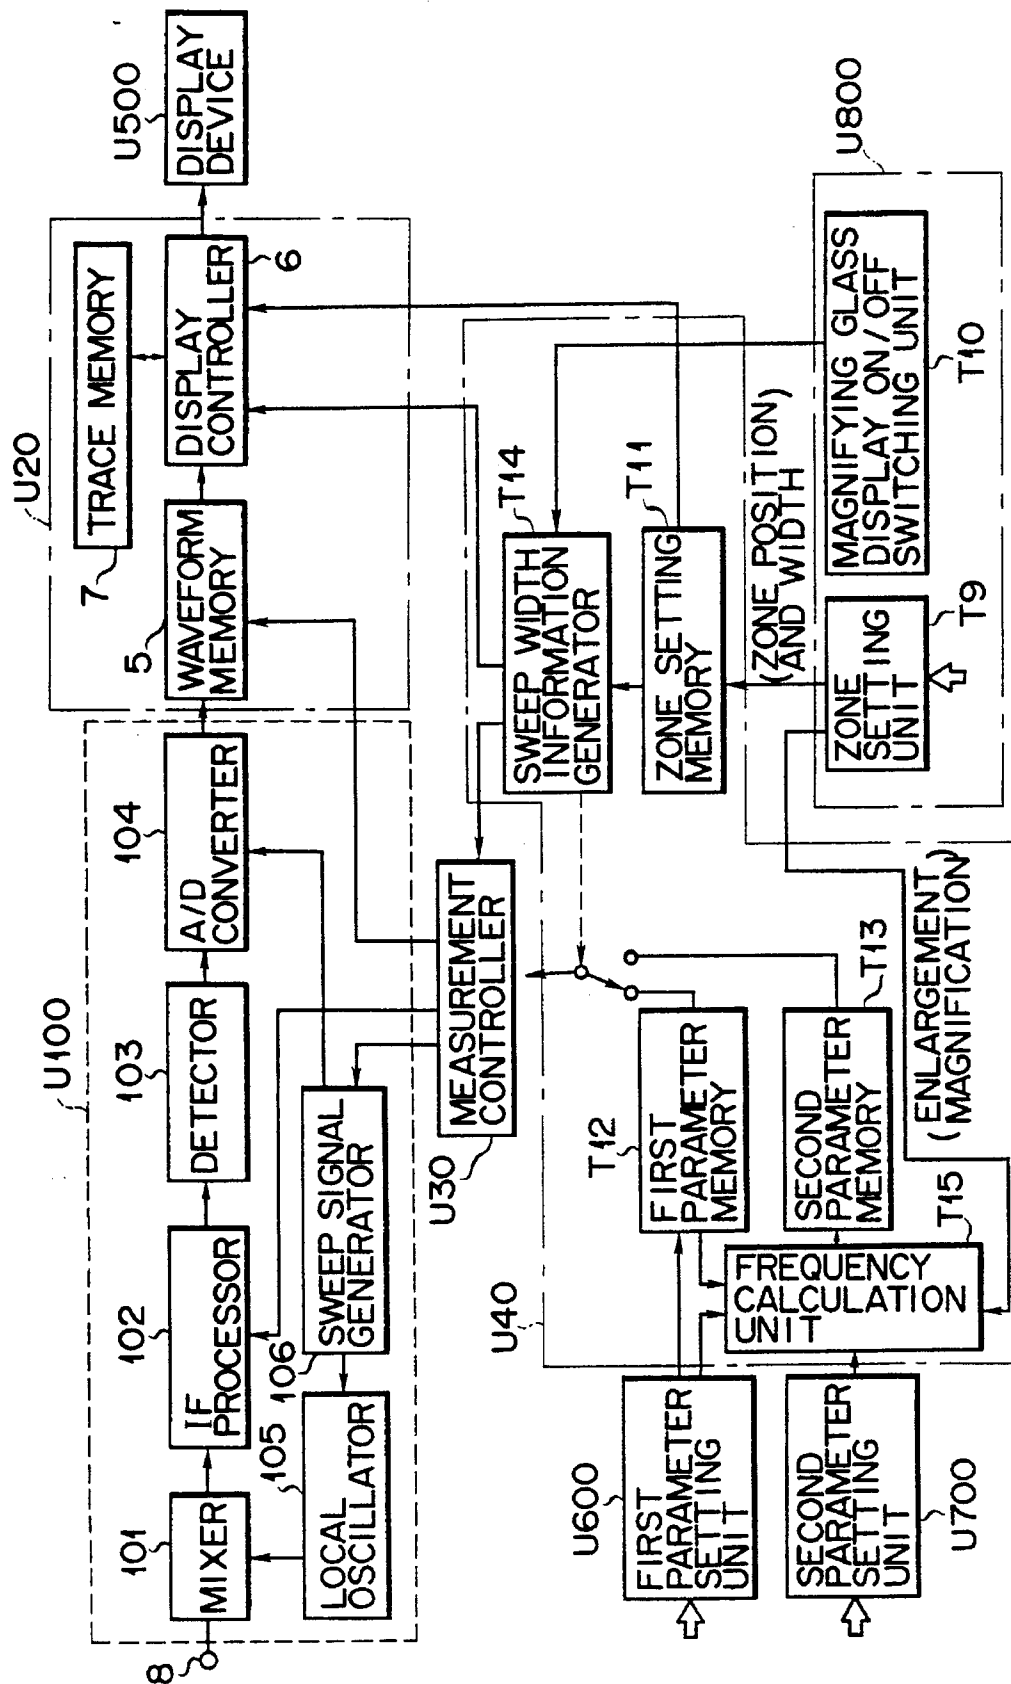 U100
U20
U500
8
101
MIXER
102
IF
PROCESSOR
103
DETECTOR
104
A/D
CONVERTER
5
WAVEFORM
MEMORY
7
TRACE MEMORY
DISPLAY
CONTROLLER
6
DISPLAY
DEVICE
105
LOCAL
OSCILLATOR
106
SWEEP SIGNAL
GENERATOR
U30
MEASUREMENT
CONTROLLER
T14
SWEEP WIDTH
INFORMATION
GENERATOR
T11
ZONE SETTING
MEMORY
U40
T12
FIRST
PARAMETER
MEMORY
T13
SECOND
PARAMETER
MEMORY
T15
FREQUENCY
CALCULATION
UNIT
U600
FIRST
PARAMETER
SETTING
UNIT
U700
SECOND
PARAMETER
SETTING
UNIT
(ENLARGEMENT
MAGNIFICATION)
(ZONE POSITION
AND WIDTH)
U800
ZONE
SETTING
UNIT
T9
MAGNIFYING GLASS
DISPLAY ON/OFF
SWITCHING UNIT
T10